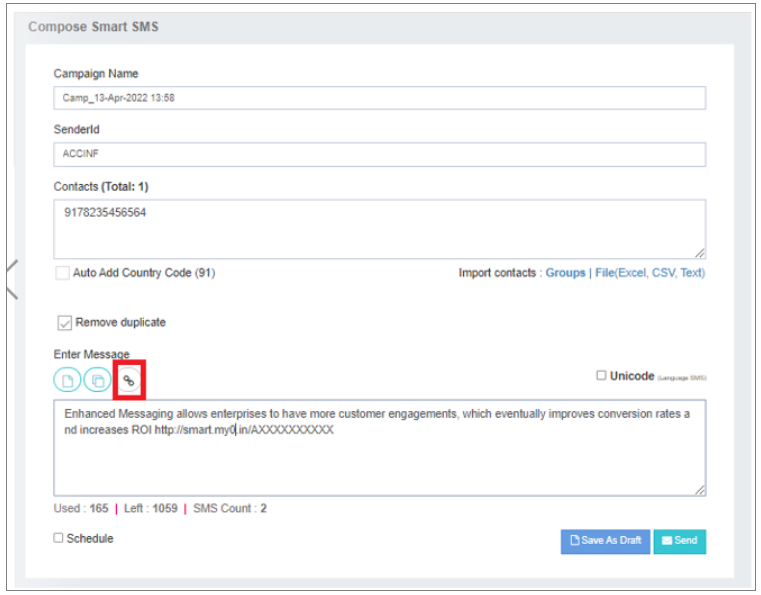 Compose Smart SMS
Campaign Name
Camp_13-Apr-2022 13:58
SenderId
ACCINF
Contacts (Total: 1)
9178235456564
Auto Add Country Code (91)
Import contacts : Groups | File(Excel, CSV, Text)
Remove duplicate
Enter Message
Unicode (Language SMS)
Enhanced Messaging allows enterprises to have more customer engagements, which eventually improves conversion rates a
nd increases ROI http://smart.my0.in/AXXXXXXXXXX
Used : 165 | Left : 1059 | SMS Count : 2
Schedule
Save As Draft
Send